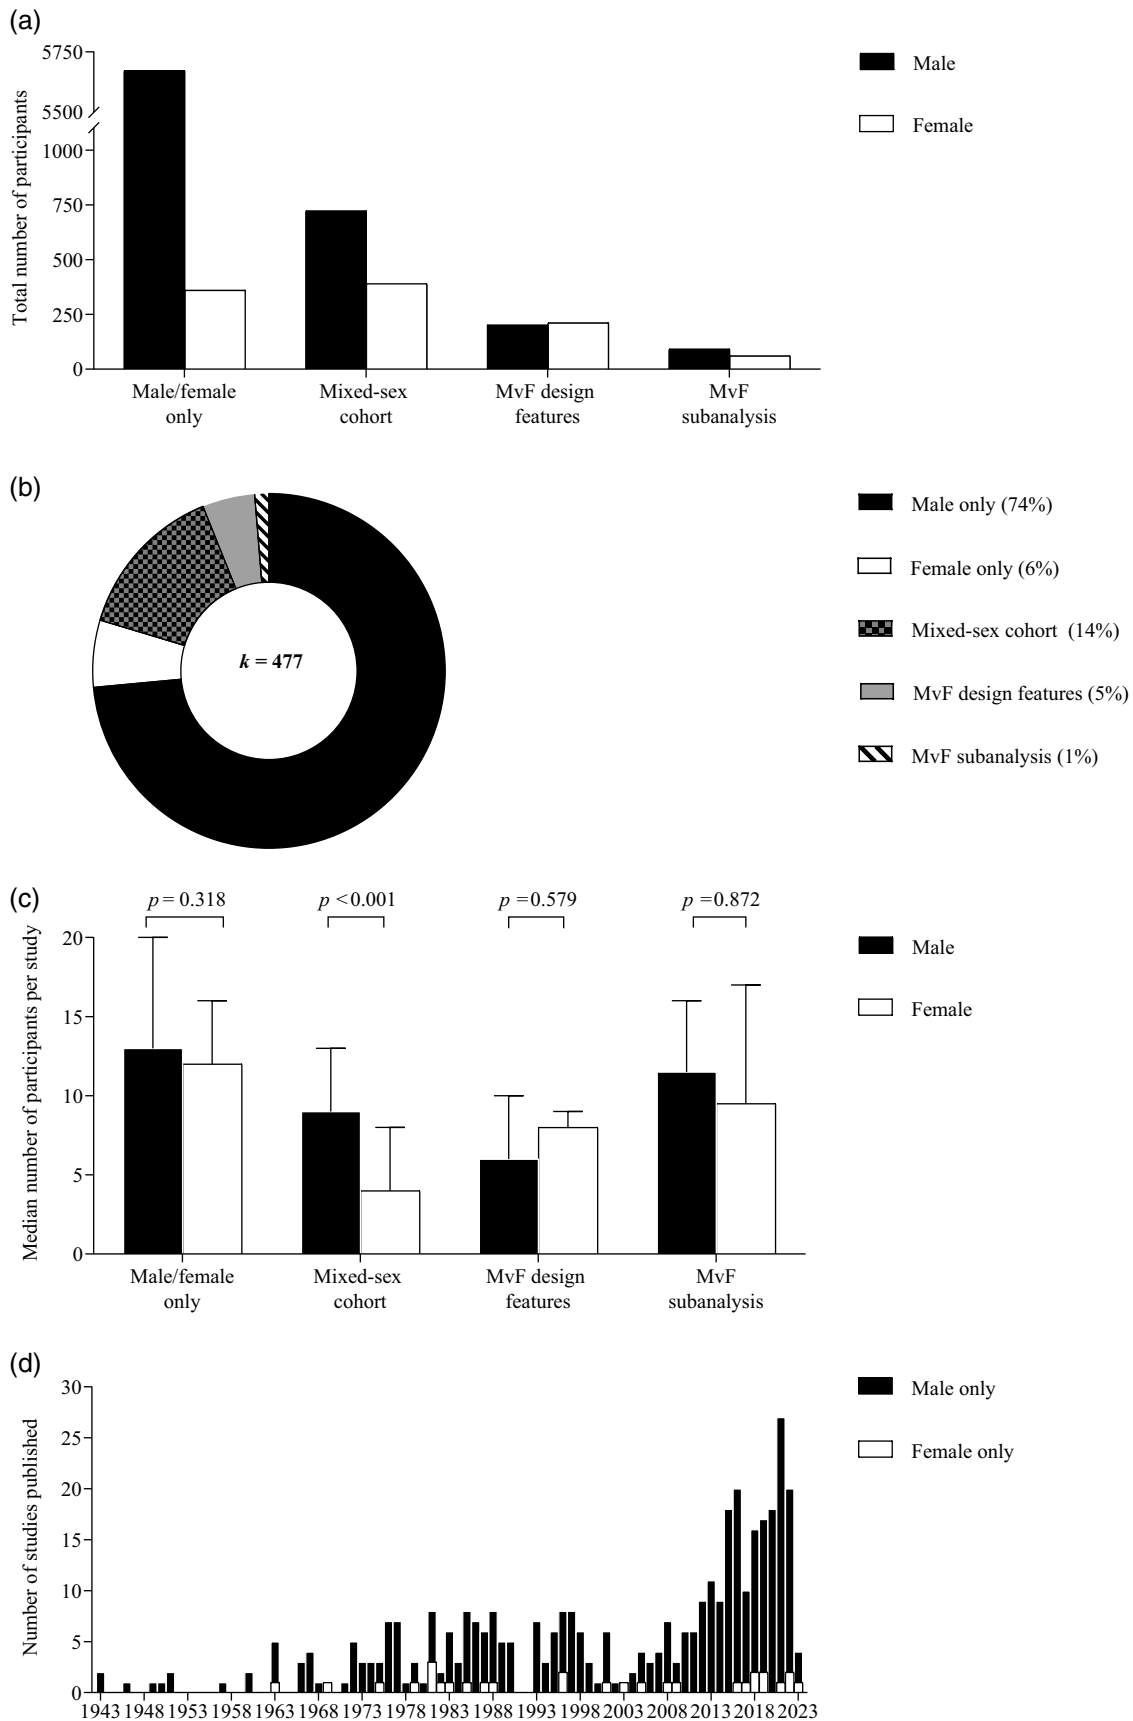 (a)
Total number of participants
5750
5500
1000
750
500
250
0
Male/female
only
Mixed-sex
cohort
MvF design
features
MvF
subanalysis
Male
Female
(b)
k = 477
Male only (74%)
Female only (6%)
Mixed-sex cohort (14%)
MvF design features (5%)
MvF subanalysis (1%)
(c)
Median number of participants per study
p = 0.318
p <0.001
p =0.579
p =0.872
20
15
10
5
0
Male/female
only
Mixed-sex
cohort
MvF design
features
MvF
subanalysis
Male
Female
(d)
Number of studies published
30
25
20
15
10
5
0
1943 1948 1953 1958 1963 1968 1973 1978 1983 1988 1993 1998 2003 2008 2013 2018 2023
Male only
Female only